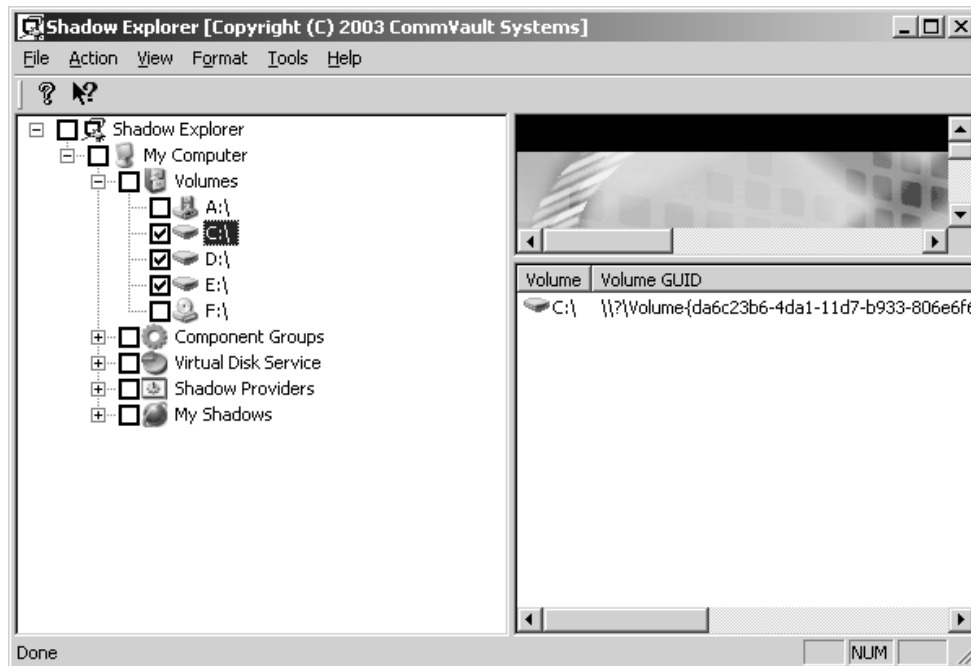 Shadow Explorer [Copyright (C) 2003 CommVault Systems]
File Action View Format Tools Help
Shadow Explorer
My Computer
Volumes
A:\
C:\
D:\
E:\
F:\
Component Groups
Virtual Disk Service
Shadow Providers
My Shadows
Volume Volume GUID
C:\ \\?\Volume{da6c23b6-4da1-11d7-b933-806e6f6
Done NUM